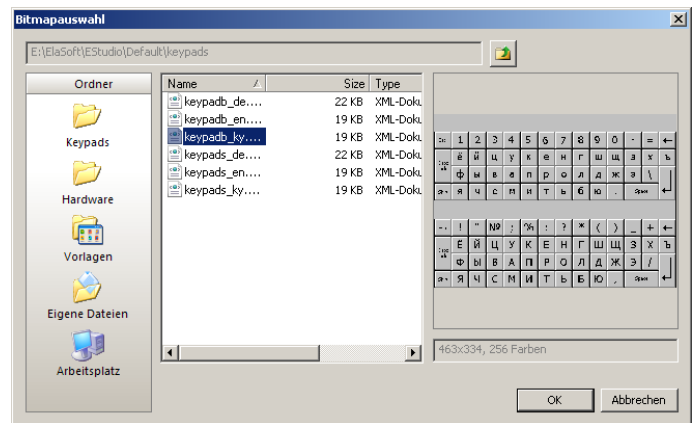 Bitmapauswahl
E:\ElaSoft\EStudio\Default\keypads
Ordner
Keypads
Hardware
Vorlagen
Eigene Dateien
Arbeitsplatz
Name Size Type
keypadb_de.... 22 KB XML-Doku
keypadb_en.... 19 KB XML-Doku
keypadb_ky.... 19 KB XML-Doku
keypads_de.... 22 KB XML-Doku
keypads_en.... 19 KB XML-Doku
keypads_ky.... 19 KB XML-Doku
1 2 3 4 5 6 7 8 9 0 - = ←
ё й ц у к е н г ш щ з х ъ
ф ы в а п р о л д ж э \
я ч с м и т ь б ю .
! " № ; % : ? * ( ) _ + ←
Ё Й Ц У К Е Н Г Ш Щ З Х Ъ
Ф Ы В А П Р О Л Д Ж Э /
Я Ч С М И Т Ь Б Ю ,
463x334, 256 Farben
OK Abbrechen